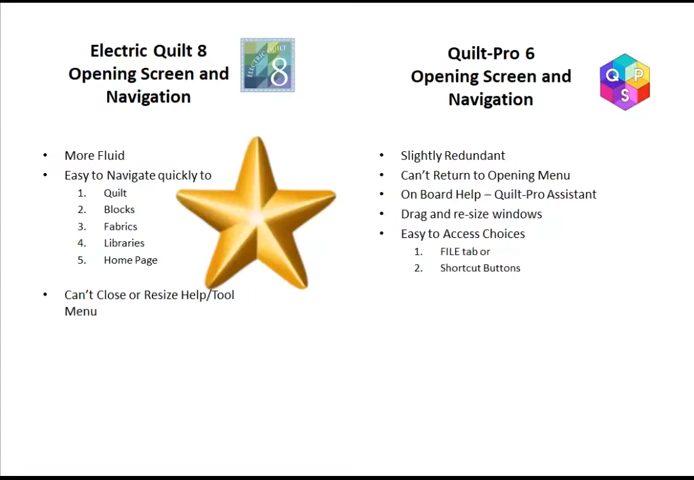 Electric Quilt 8
Opening Screen and
Navigation
ELECTRIC QUILT
8
• More Fluid
• Easy to Navigate quickly to
1. Quilt
2. Blocks
3. Fabrics
4. Libraries
5. Home Page
• Can't Close or Resize Help/Tool
Menu
Quilt-Pro 6
Opening Screen and
Navigation
Q P
S
• Slightly Redundant
• Can't Return to Opening Menu
• On Board Help – Quilt-Pro Assistant
• Drag and re-size windows
• Easy to Access Choices
1. FILE tab or
2. Shortcut Buttons